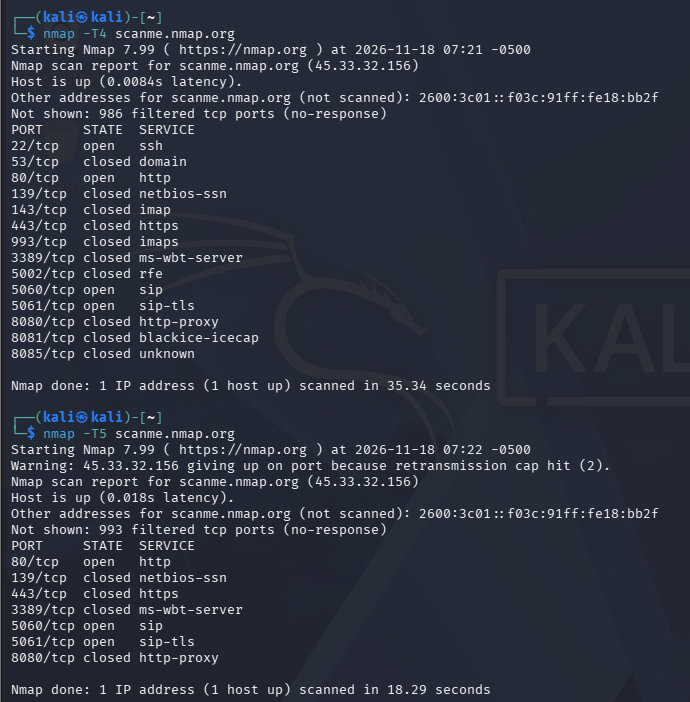 ┌──(kali㉿kali)-[~]
└─$ nmap -T4 scanme.nmap.org
Starting Nmap 7.99 ( https://nmap.org ) at 2026-11-18 07:21 -0500
Nmap scan report for scanme.nmap.org (45.33.32.156)
Host is up (0.0084s latency).
Other addresses for scanme.nmap.org (not scanned): 2600:3c01::f03c:91ff:fe18:bb2f
Not shown: 986 filtered tcp ports (no-response)
PORT     STATE  SERVICE
22/tcp   open   ssh
53/tcp   closed domain
80/tcp   open   http
139/tcp  closed netbios-ssn
143/tcp  closed imap
443/tcp  closed https
993/tcp  closed imaps
3389/tcp closed ms-wbt-server
5002/tcp closed rfe
5060/tcp open   sip
5061/tcp open   sip-tls
8080/tcp closed http-proxy
8081/tcp closed blackice-icecap
8085/tcp closed unknown
Nmap done: 1 IP address (1 host up) scanned in 35.34 seconds
┌──(kali㉿kali)-[~]
└─$ nmap -T5 scanme.nmap.org
Starting Nmap 7.99 ( https://nmap.org ) at 2026-11-18 07:22 -0500
Warning: 45.33.32.156 giving up on port because retransmission cap hit (2).
Nmap scan report for scanme.nmap.org (45.33.32.156)
Host is up (0.018s latency).
Other addresses for scanme.nmap.org (not scanned): 2600:3c01::f03c:91ff:fe18:bb2f
Not shown: 993 filtered tcp ports (no-response)
PORT     STATE  SERVICE
80/tcp   open   http
139/tcp  closed netbios-ssn
443/tcp  closed https
3389/tcp closed ms-wbt-server
5060/tcp open   sip
5061/tcp open   sip-tls
8080/tcp closed http-proxy
Nmap done: 1 IP address (1 host up) scanned in 18.29 seconds
KAL